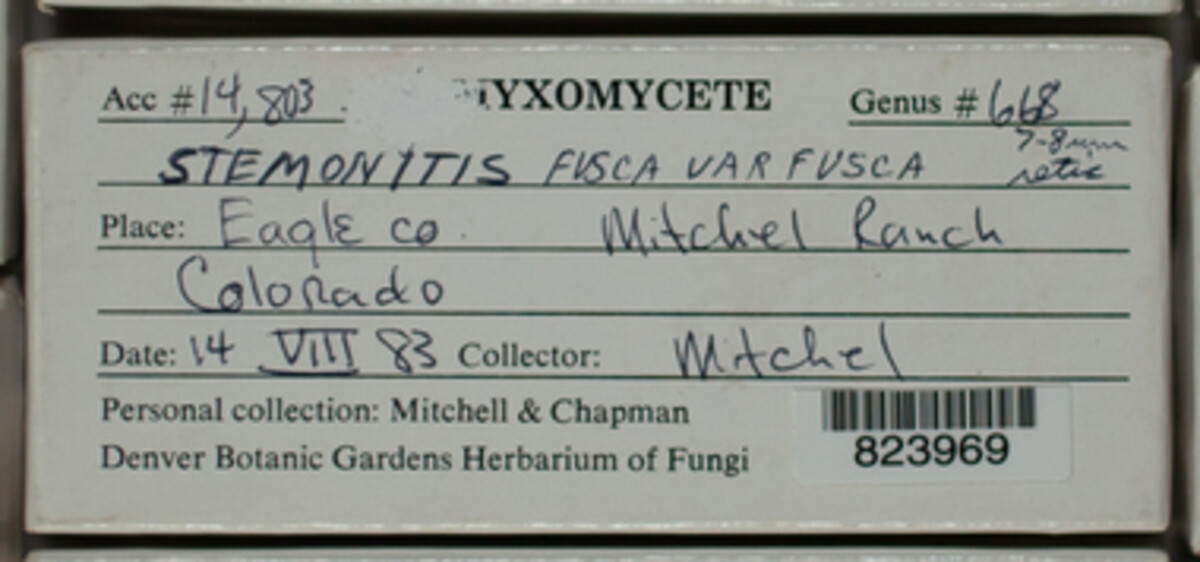 Acc #14,803. MYXOMYCETE Genus #668
STEMONITIS FUSCA VAR FUSCA 7-8µm
retic
Place: Eagle co. Mitchel Ranch
Colorado
Date: 14 VIII 83 Collector: Mitchel
Personal collection: Mitchell & Chapman
Denver Botanic Gardens Herbarium of Fungi
823969